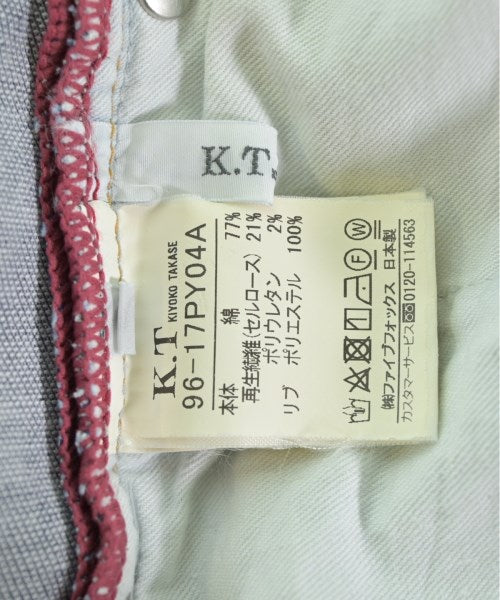 K.T
K.T
KIYOKO TAKASE
96-17PY04A
本体 綿 77%
再生繊維(セルロース) 21%
ポリウレタン 2%
リブ ポリエステル 100%
W
㈱ファイブフォックス 日本製
カスタマーサービス 0120-114563